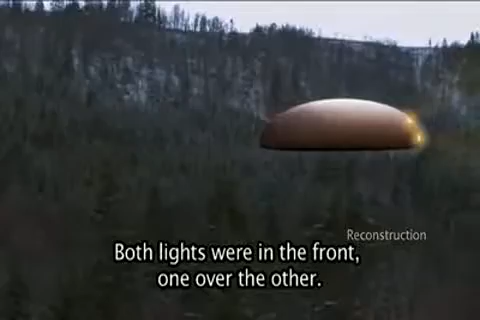 Reconstruction
Both lights were in the front,
one over the other.